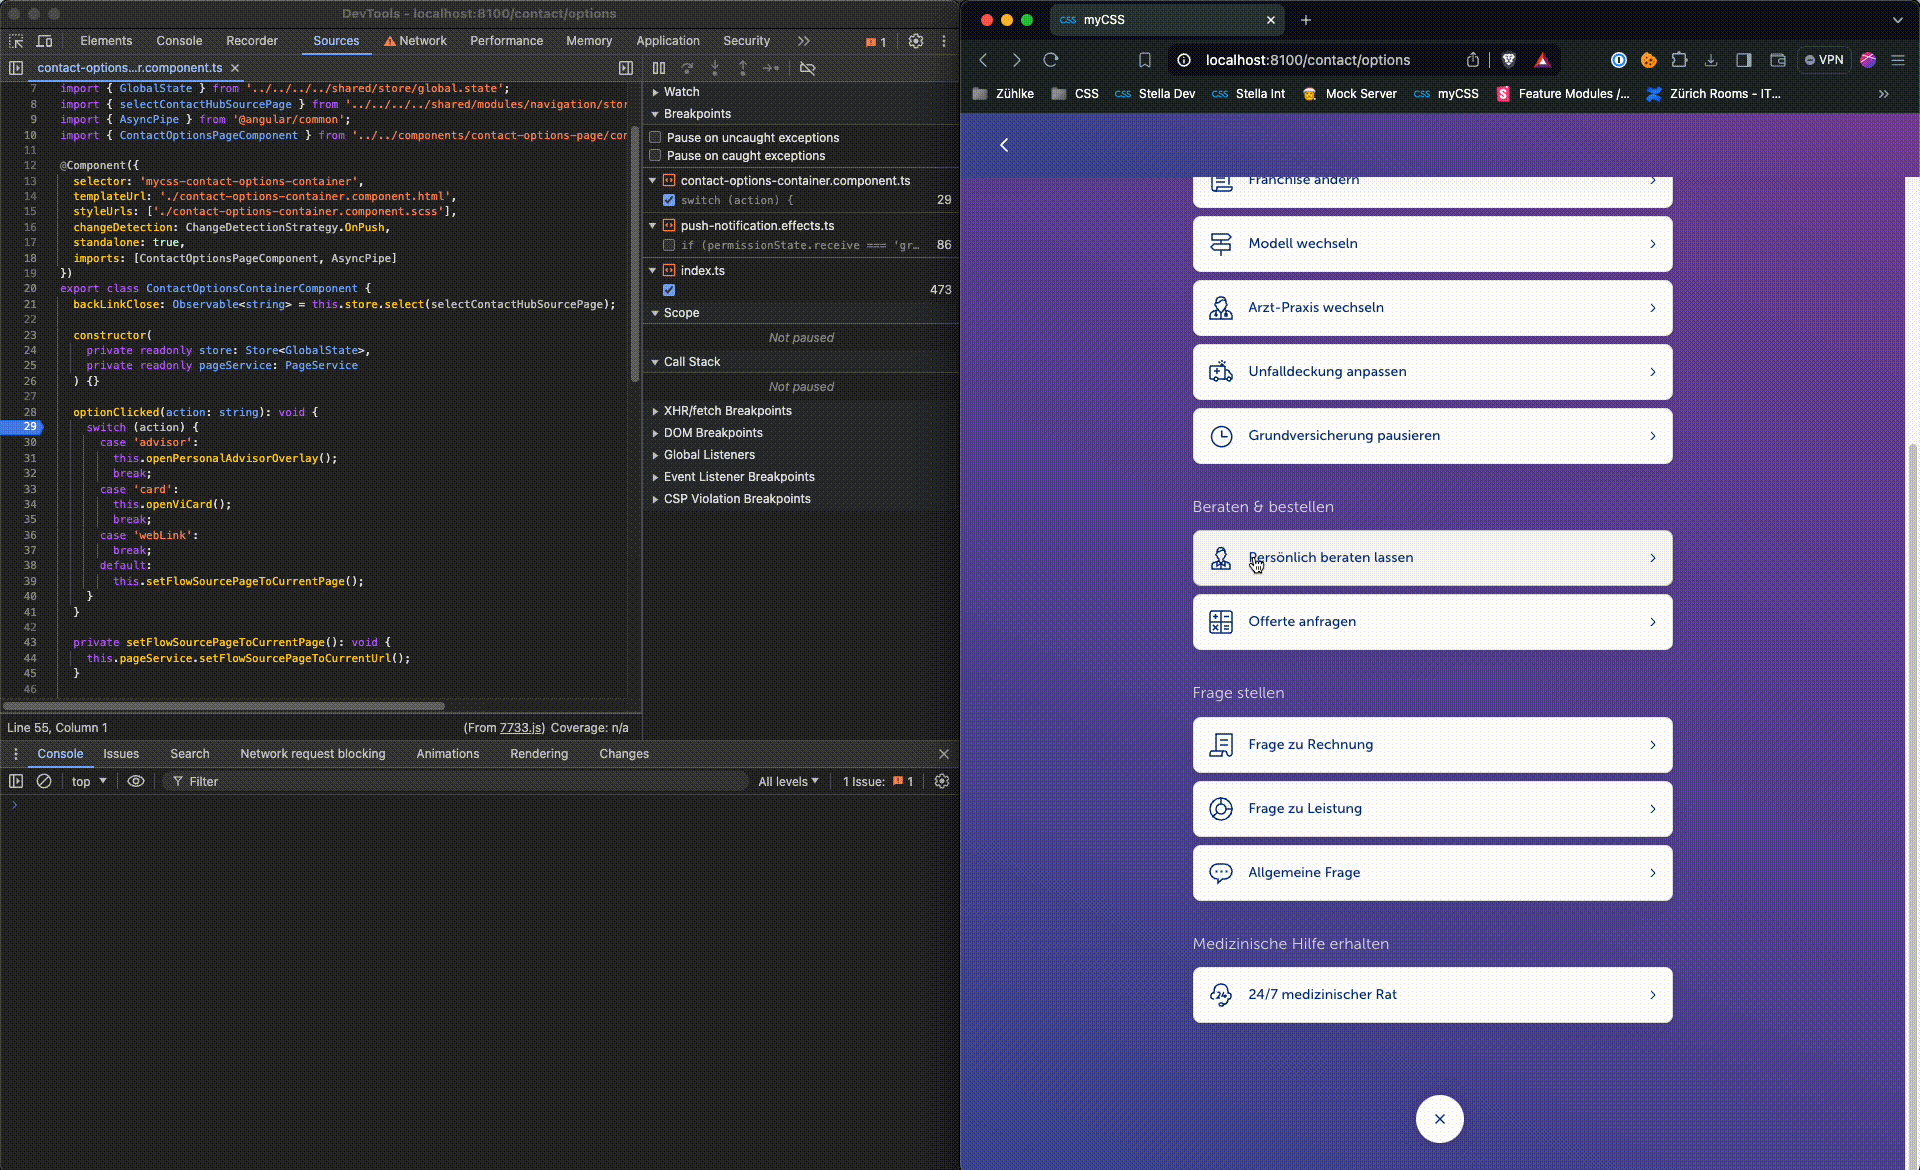 DevTools - localhost:8100/contact/options
Elements Console Recorder Sources Network Performance Memory Application Security 1
contact-options...r.component.ts
7 import { GlobalState } from '../../../../shared/store/global.state';
8 import { selectContactHubSourcePage } from '../../../../shared/modules/navigation/stor
9 import { AsyncPipe } from '@angular/common';
10 import { ContactOptionsPageComponent } from '../../components/contact-options-page/con
11
12 @Component({
13 selector: 'mycss-contact-options-container',
14 templateUrl: './contact-options-container.component.html',
15 styleUrls: ['./contact-options-container.component.scss'],
16 changeDetection: ChangeDetectionStrategy.OnPush,
17 standalone: true,
18 imports: [ContactOptionsPageComponent, AsyncPipe]
19 })
20 export class ContactOptionsContainerComponent {
21 backLinkClose: Observable<string> = this.store.select(selectContactHubSourcePage);
22
23 constructor(
24 private readonly store: Store<GlobalState>,
25 private readonly pageService: PageService
26 ) {}
27
28 optionClicked(action: string): void {
29 switch (action) {
30 case 'advisor':
31 this.openPersonalAdvisorOverlay();
32 break;
33 case 'card':
34 this.openViCard();
35 break;
36 case 'webLink':
37 break;
38 default:
39 this.setFlowSourcePageToCurrentPage();
40 }
41 }
42
43 private setFlowSourcePageToCurrentPage(): void {
44 this.pageService.setFlowSourcePageToCurrentUrl();
45 }
46
Line 55, Column 1 (From 7733.js) Coverage: n/a
Watch
Breakpoints
Pause on uncaught exceptions
Pause on caught exceptions
contact-options-container.component.ts
switch (action) { 29
push-notification.effects.ts
if (permissionState.receive === 'gr... 86
index.ts
473
Scope
Not paused
Call Stack
Not paused
XHR/fetch Breakpoints
DOM Breakpoints
Global Listeners
Event Listener Breakpoints
CSP Violation Breakpoints
Console Issues Search Network request blocking Animations Rendering Changes
top Filter All levels 1 Issue: 1
css myCSS
localhost:8100/contact/options VPN
Zühlke CSS css Stella Dev css Stella Int Mock Server css myCSS S Feature Modules /... Zürich Rooms - IT...
Franchise ändern
Modell wechseln
Arzt-Praxis wechseln
Unfalldeckung anpassen
Grundversicherung pausieren
Beraten & bestellen
Persönlich beraten lassen
Offerte anfragen
Frage stellen
Frage zu Rechnung
Frage zu Leistung
Allgemeine Frage
Medizinische Hilfe erhalten
24 24/7 medizinischer Rat